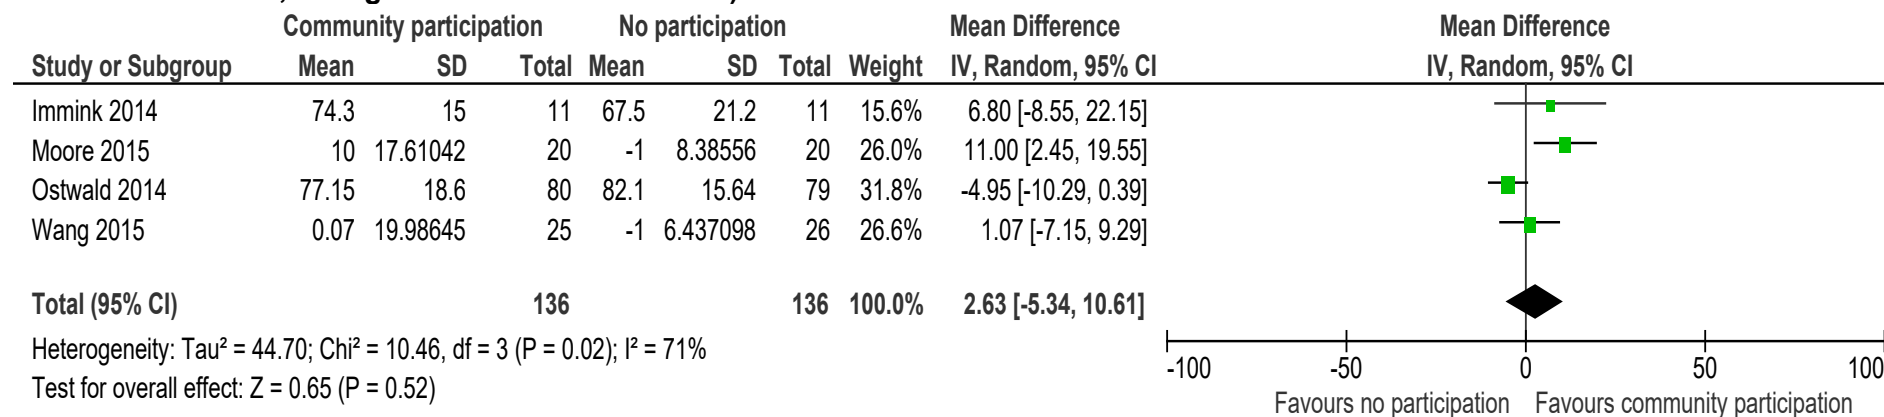 Community participation No participation Mean Difference Mean Difference
Study or Subgroup Mean SD Total Mean SD Total Weight IV, Random, 95% CI IV, Random, 95% CI
Immink 2014 74.3 15 11 67.5 21.2 11 15.6% 6.80 [-8.55, 22.15]
Moore 2015 10 17.61042 20 -1 8.38556 20 26.0% 11.00 [2.45, 19.55]
Ostwald 2014 77.15 18.6 80 82.1 15.64 79 31.8% -4.95 [-10.29, 0.39]
Wang 2015 0.07 19.98645 25 -1 6.437098 26 26.6% 1.07 [-7.15, 9.29]
Total (95% CI) 136 136 100.0% 2.63 [-5.34, 10.61]
Heterogeneity: Tau² = 44.70; Chi² = 10.46, df = 3 (P = 0.02); I² = 71%
Test for overall effect: Z = 0.65 (P = 0.52)
-100 -50 0 50 100
Favours no participation Favours community participation